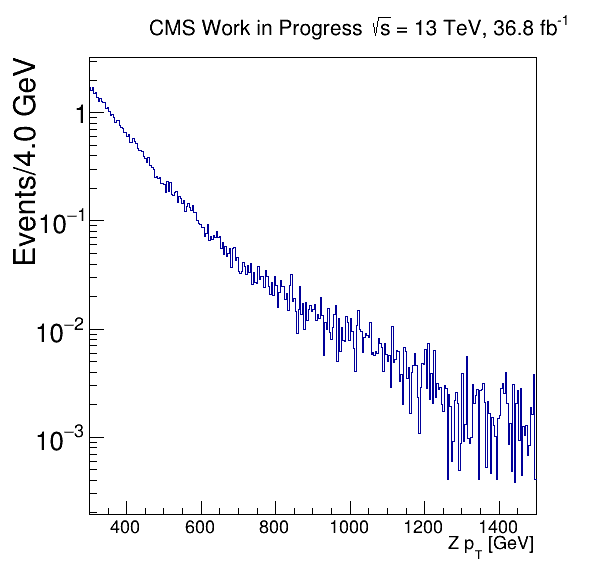 CMS Work in Progress √s = 13 TeV, 36.8 fb⁻¹
Events/4.0 GeV
1
10⁻¹
10⁻²
10⁻³
400 600 800 1000 1200 1400
Z p_T [GeV]